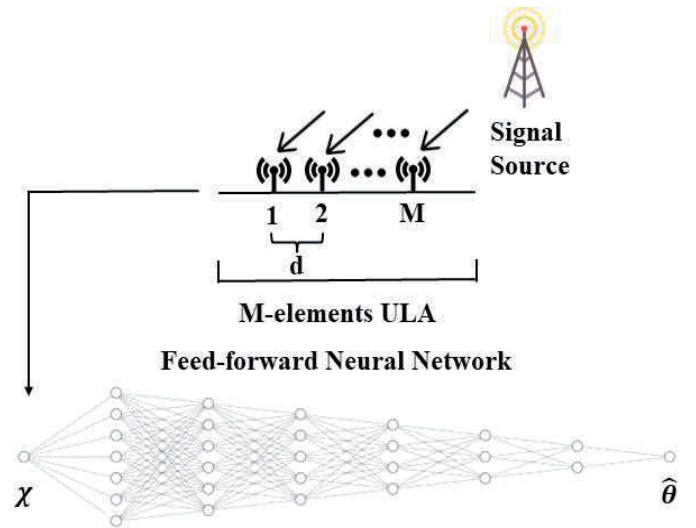 Signal
Source
1 2 M
d
M-elements ULA
Feed-forward Neural Network
χ θ̂